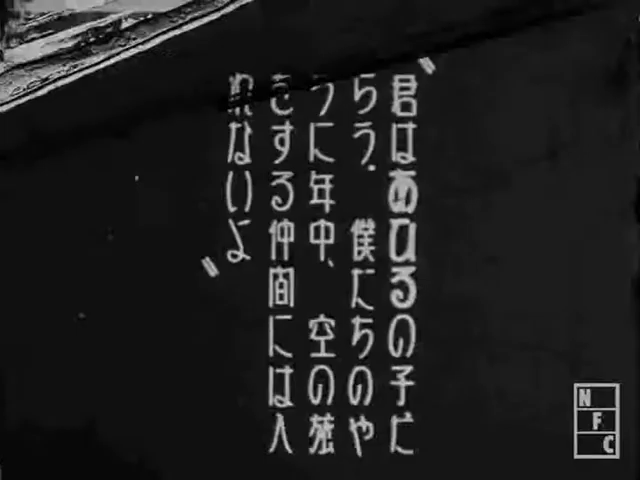 〝君はあひるの子だ
らう. 僕たちのや
うに年中、空の旅
をする仲間には入
れないよ〟
NFC